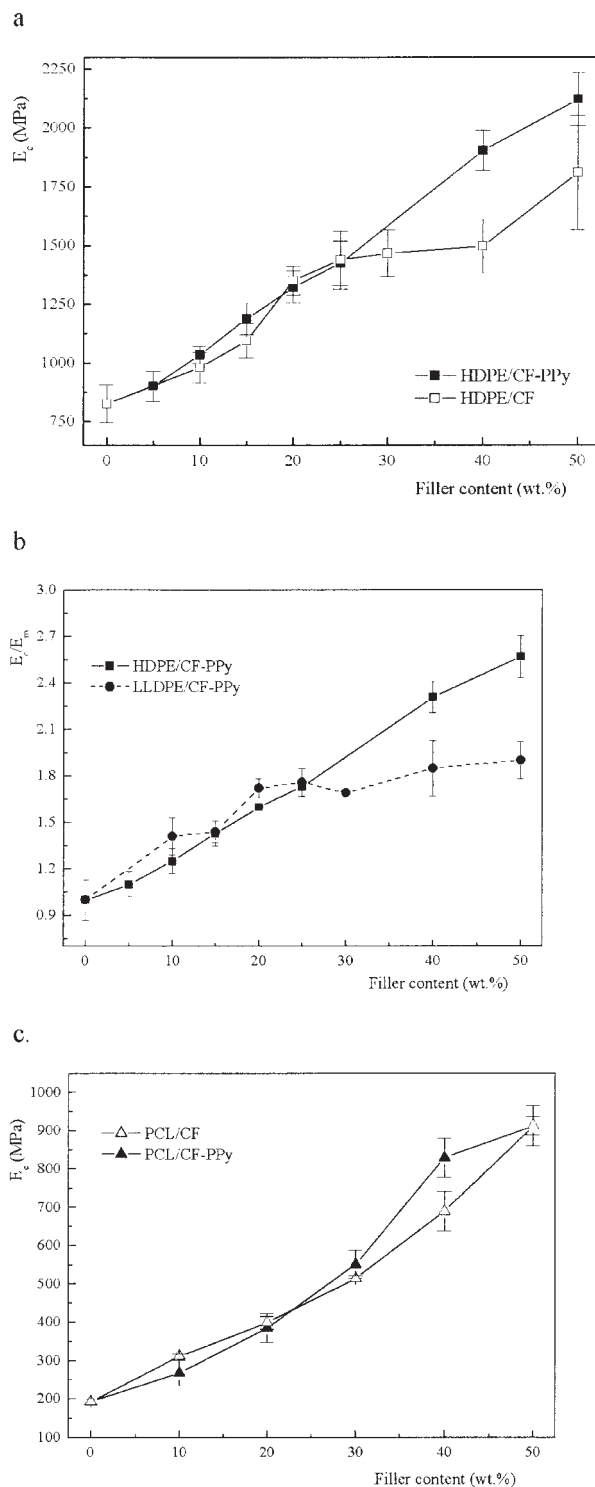 a
E_c (MPa)
2250
2000
1750
1500
1250
1000
750
HDPE/CF-PPy
HDPE/CF
0
10
20
30
40
50
Filler content (wt.%)
b
E_c/E_m
3.0
2.7
2.4
2.1
1.8
1.5
1.2
0.9
HDPE/CF-PPy
LLDPE/CF-PPy
0
10
20
30
40
50
Filler content (wt.%)
c.
E_c (MPa)
1000
900
800
700
600
500
400
300
200
100
PCL/CF
PCL/CF-PPy
0
10
20
30
40
50
Filler content (wt.%)